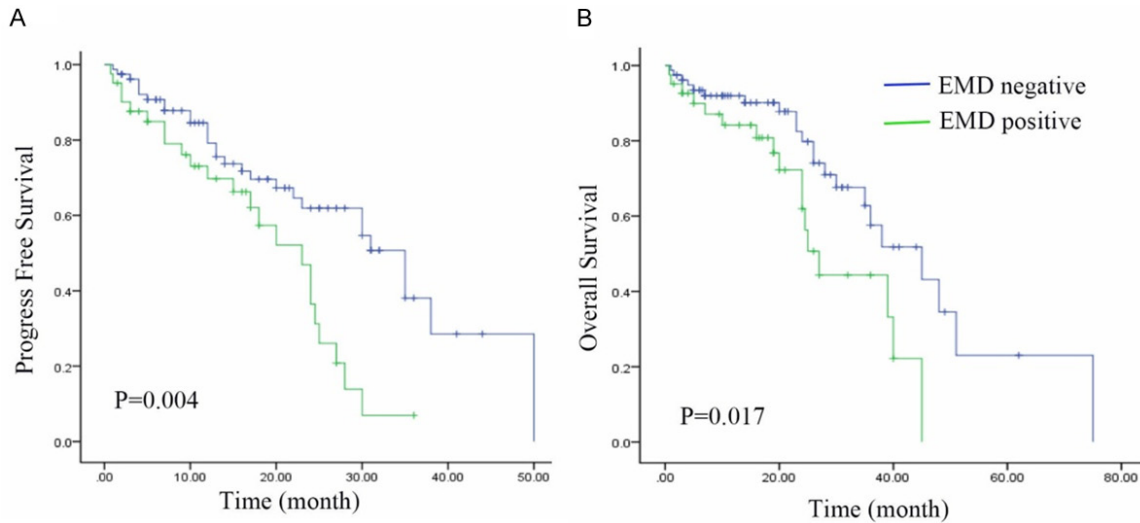 A
Progress Free Survival
1.0
0.8
0.6
0.4
0.2
0.0
P=0.004
.00
10.00
20.00
30.00
40.00
50.00
Time (month)
B
Overall Survival
1.0
0.8
0.6
0.4
0.2
0.0
EMD negative
EMD positive
P=0.017
.00
20.00
40.00
60.00
80.00
Time (month)